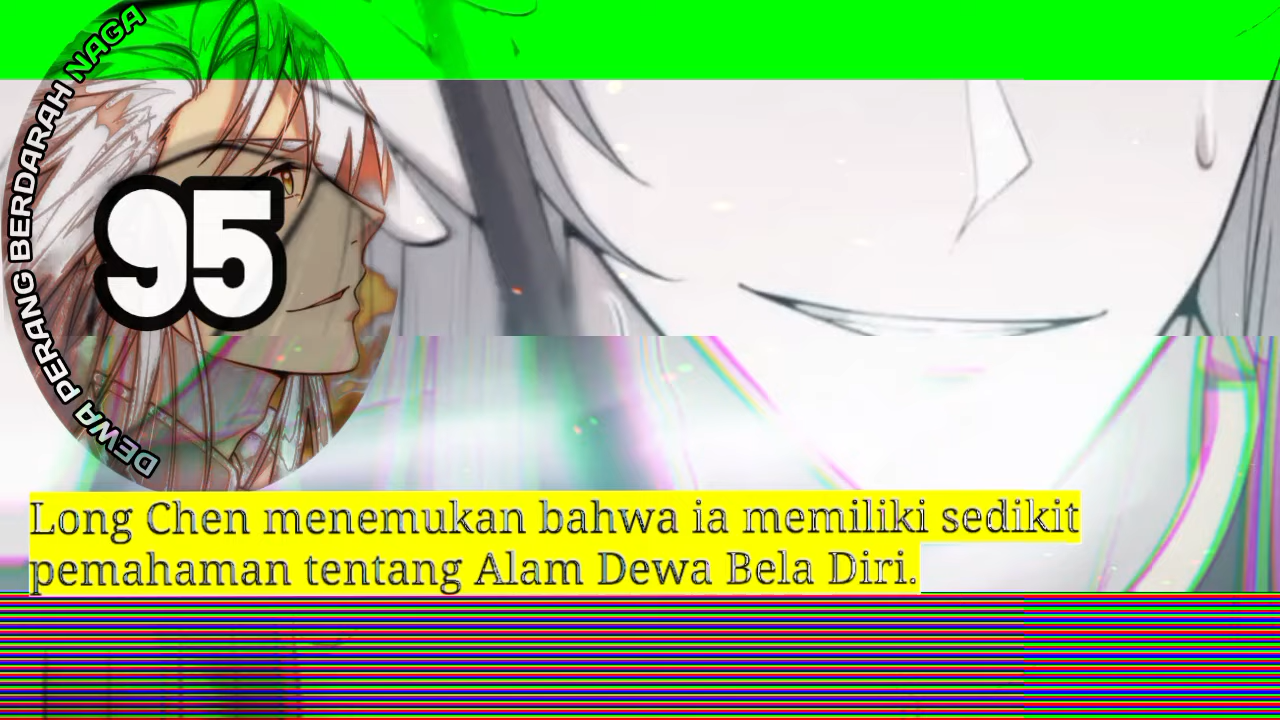 DEWA PERANG BERDARAH NAGA
95
Long Chen menemukan bahwa ia memiliki sedikit
pemahaman tentang Alam Dewa Bela Diri.